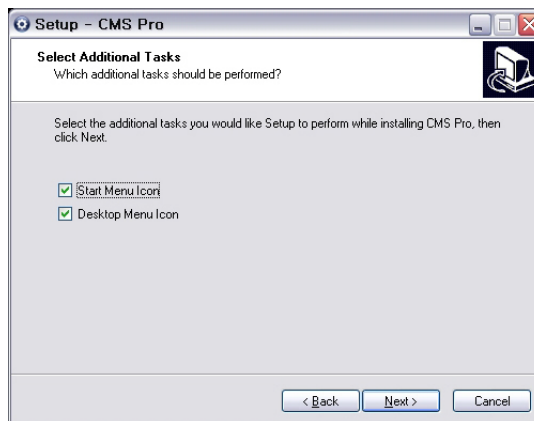 Setup - CMS Pro
Select Additional Tasks
Which additional tasks should be performed?
Select the additional tasks you would like Setup to perform while installing CMS Pro, then
click Next.
Start Menu Icon
Desktop Menu Icon
< Back
Next >
Cancel